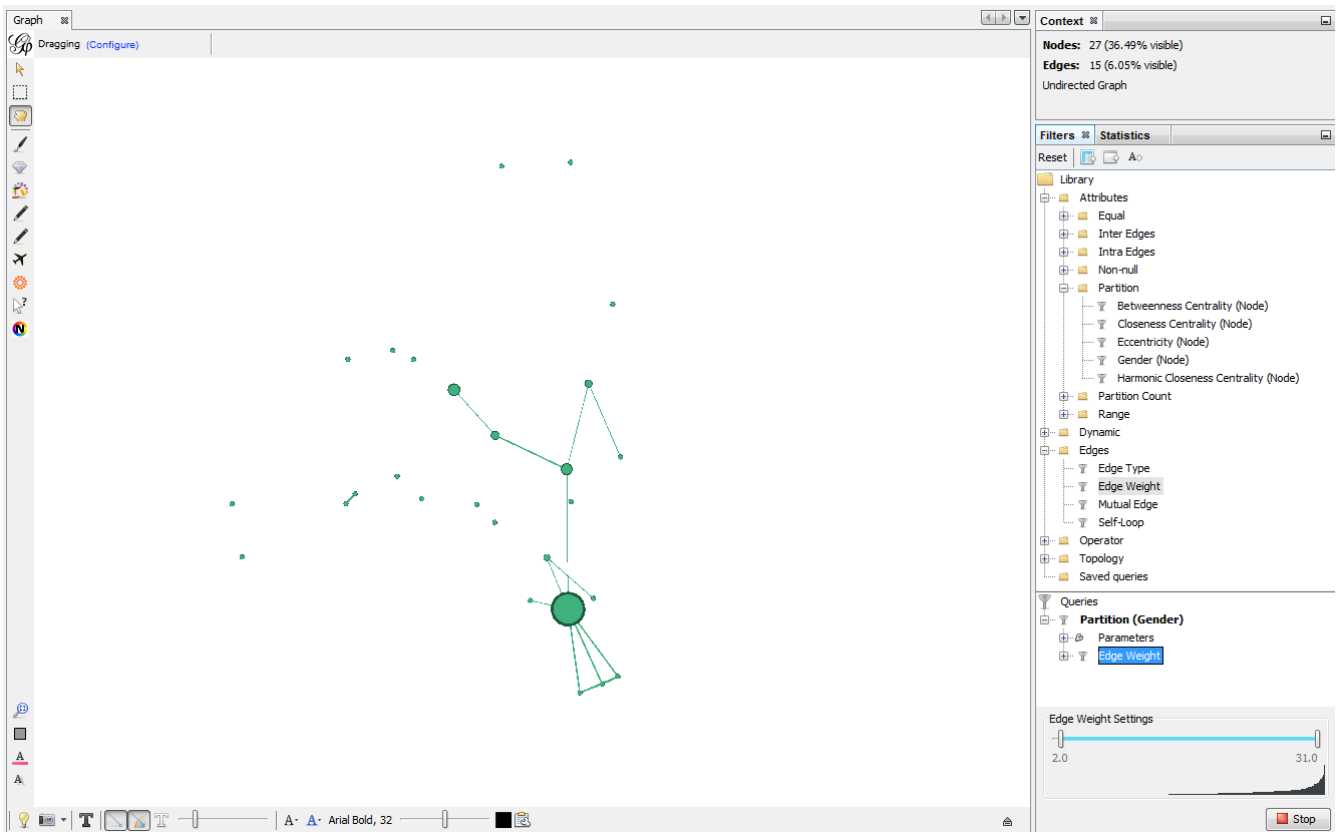 Graph
Dragging (Configure)
Context
Nodes: 27 (36.49% visible)
Edges: 15 (6.05% visible)
Undirected Graph
Filters Statistics
Reset
Library
Attributes
Equal
Inter Edges
Intra Edges
Non-null
Partition
Betweenness Centrality (Node)
Closeness Centrality (Node)
Eccentricity (Node)
Gender (Node)
Harmonic Closeness Centrality (Node)
Partition Count
Range
Dynamic
Edges
Edge Type
Edge Weight
Mutual Edge
Self-Loop
Operator
Topology
Saved queries
Queries
Partition (Gender)
Parameters
Edge Weight
Edge Weight Settings
2.0 31.0
Arial Bold, 32
Stop